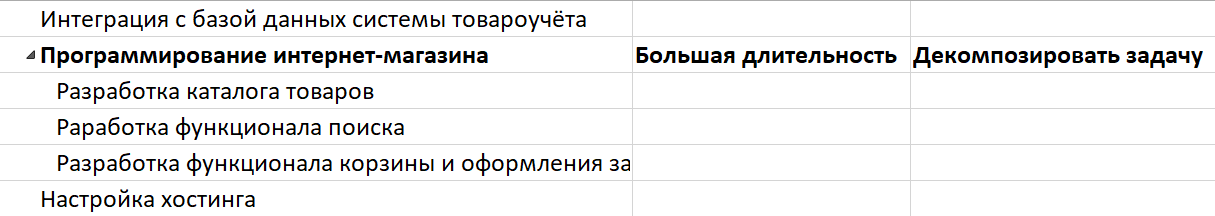 Интеграция с базой данных системы товароучёта
Программирование интернет-магазина Большая длительность Декомпозировать задачу
Разработка каталога товаров
Раработка функционала поиска
Разработка функционала корзины и оформления за
Настройка хостинга